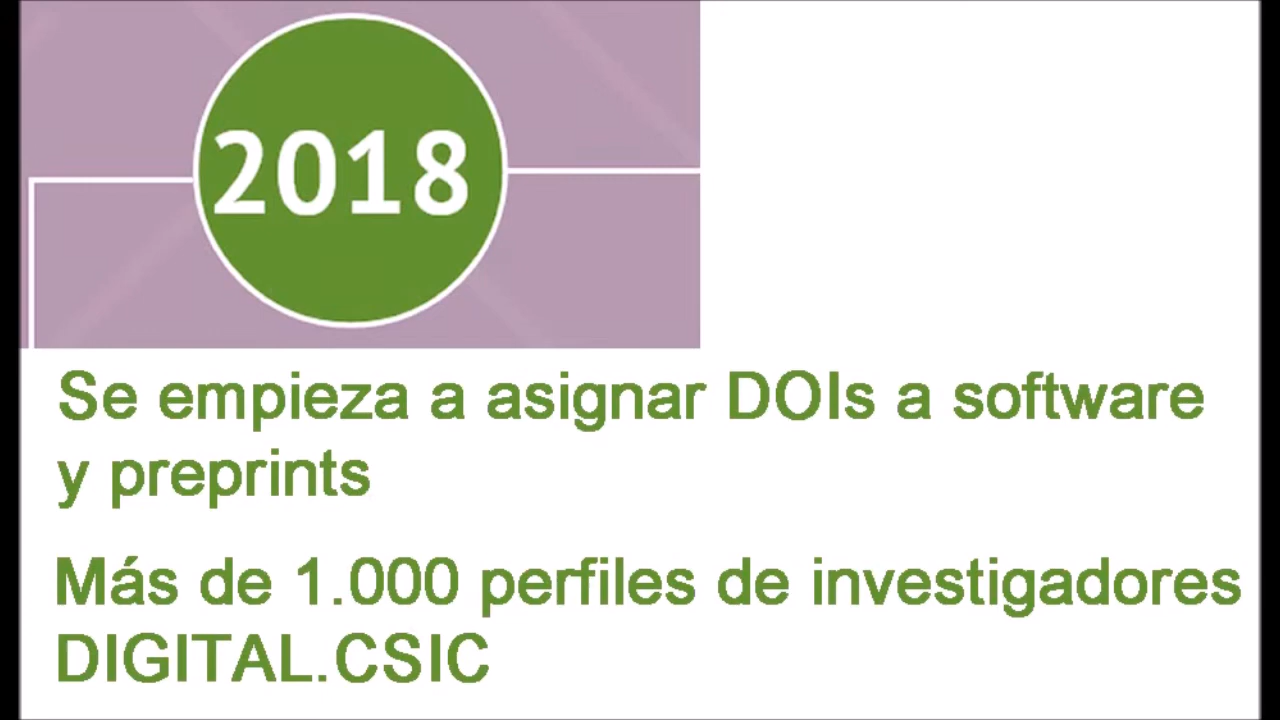 2018
Se empieza a asignar DOIs a software
y preprints
Más de 1.000 perfiles de investigadores
DIGITAL.CSIC